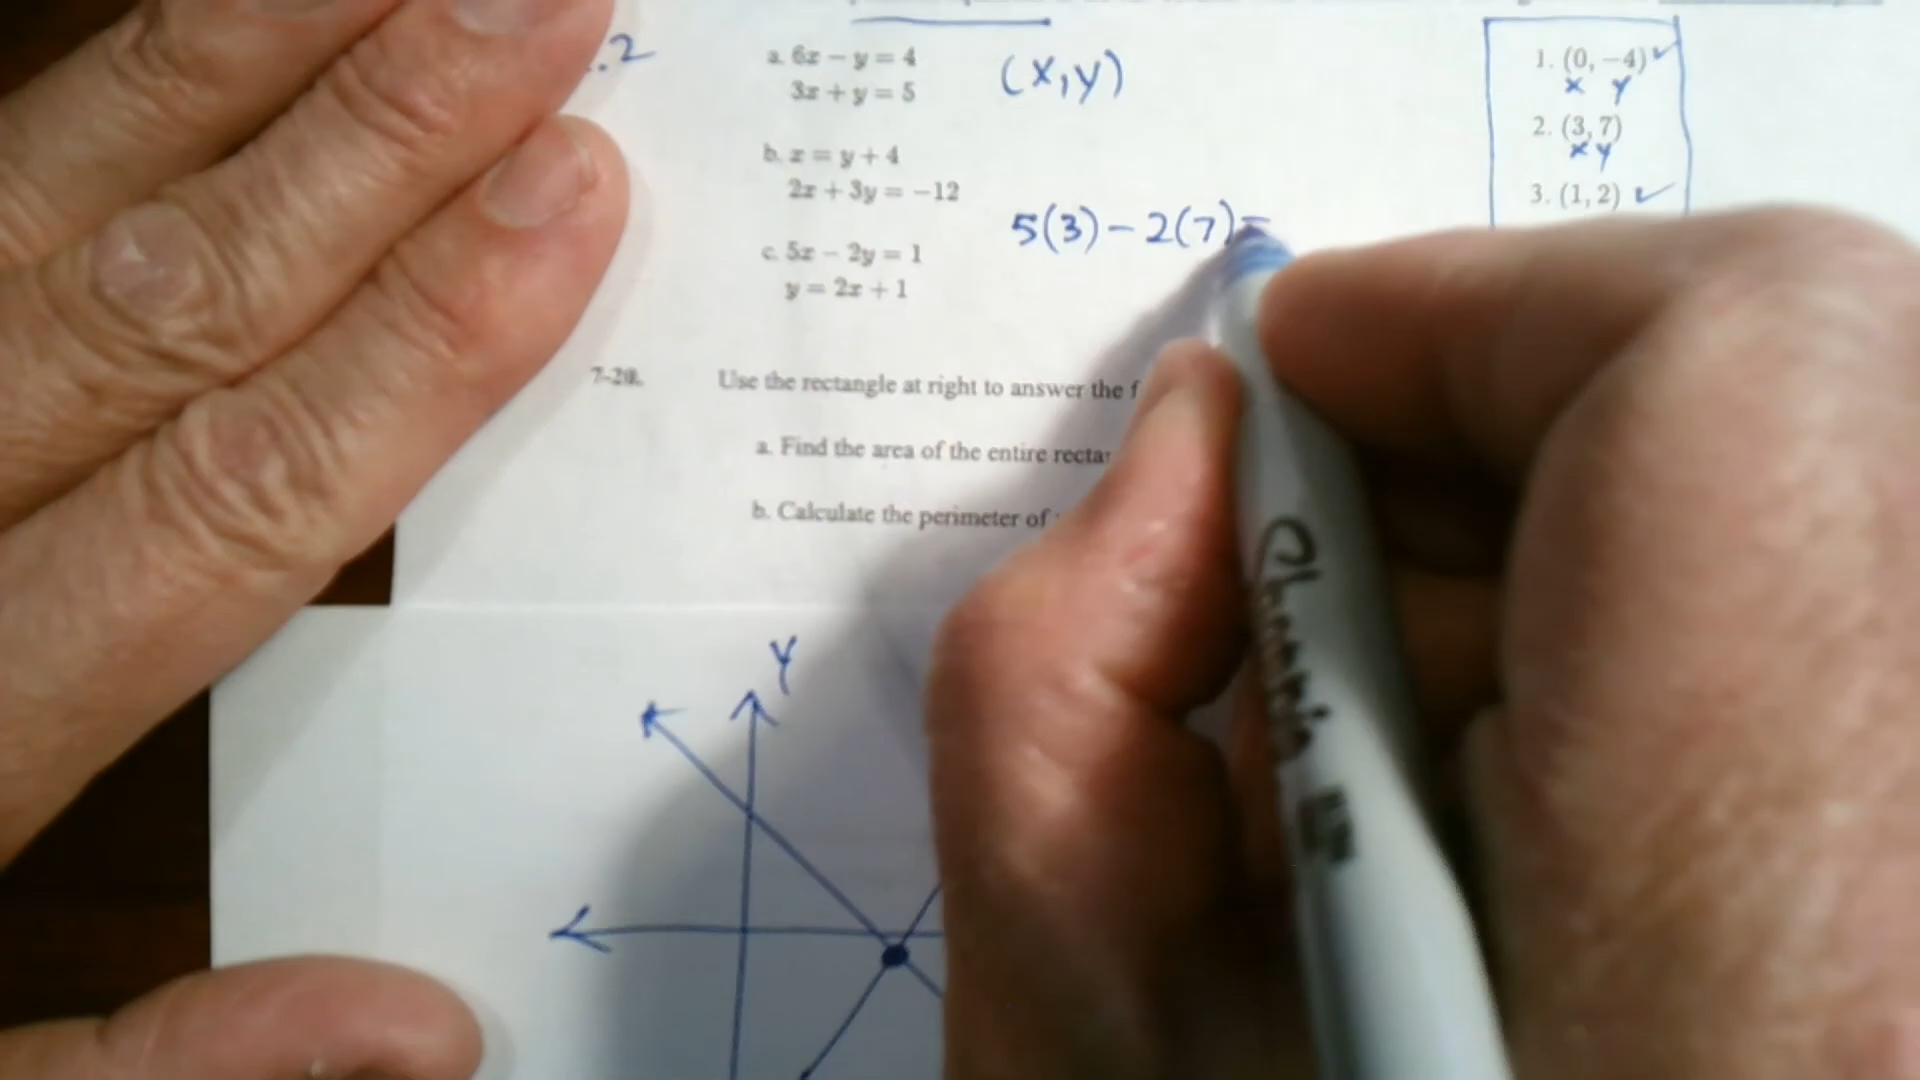 .2
a. 6x − y = 4
3x + y = 5
(x,y)
b. x = y + 4
2x + 3y = −12
c. 5x − 2y = 1
y = 2x + 1
5(3) − 2(7) =
1. (0, −4) ✓
x y
2. (3, 7)
x y
3. (1, 2) ✓
7-20.
Use the rectangle at right to answer the f
a. Find the area of the entire rectan
b. Calculate the perimeter of
Y